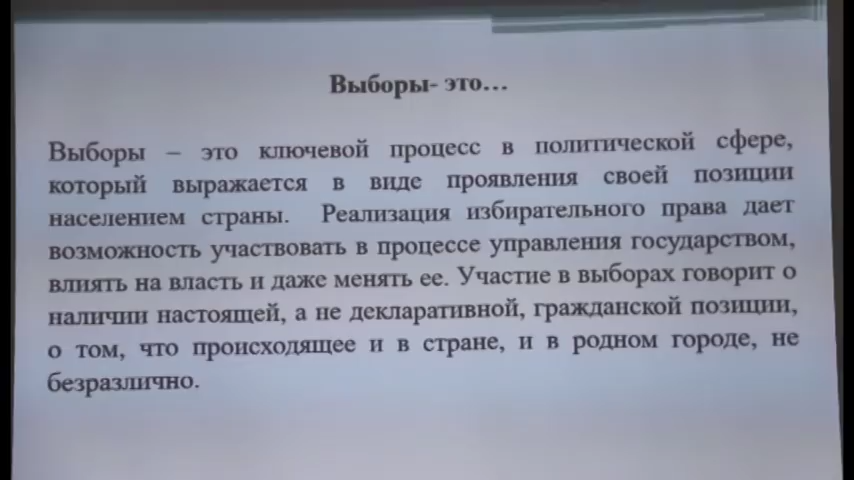 Выборы- это…
Выборы – это ключевой процесс в политической сфере,
который выражается в виде проявления своей позиции
населением страны. Реализация избирательного права дает
возможность участвовать в процессе управления государством,
влиять на власть и даже менять ее. Участие в выборах говорит о
наличии настоящей, а не декларативной, гражданской позиции,
о том, что происходящее и в стране, и в родном городе, не
безразлично.